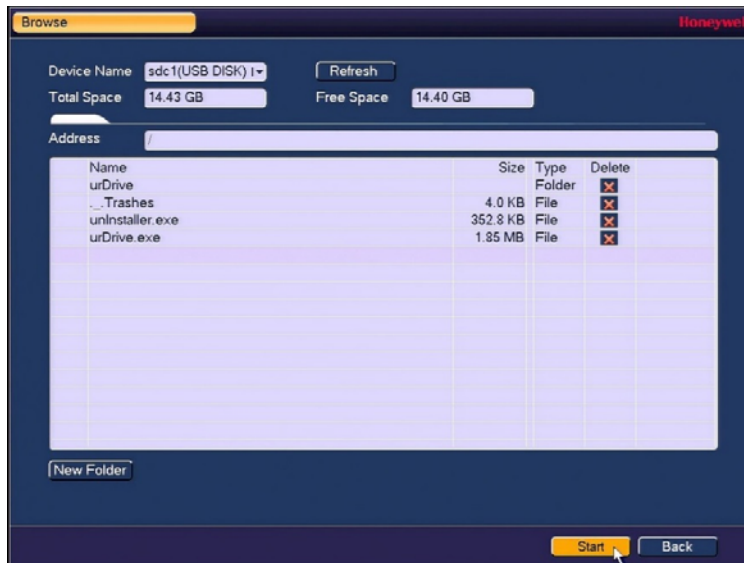 Browse Honeywel
Device Name sdc1(USB DISK) Refresh
Total Space 14.43 GB Free Space 14.40 GB
Address /
Name Size Type Delete
urDrive Folder
._.Trashes 4.0 KB File
unInstaller.exe 352.8 KB File
urDrive.exe 1.85 MB File
New Folder
Start Back